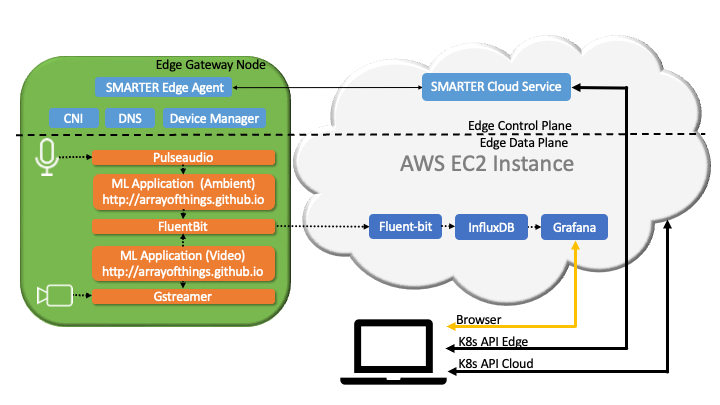 Edge Gateway Node
SMARTER Edge Agent
SMARTER Cloud Service
CNI
DNS
Device Manager
Edge Control Plane
Edge Data Plane
AWS EC2 Instance
Pulseaudio
ML Application (Ambient)
http://arrayofthings.github.io
FluentBit
Fluent-bit
InfluxDB
Grafana
ML Application (Video)
http://arrayofthings.github.io
Gstreamer
Browser
K8s API Edge
K8s API Cloud